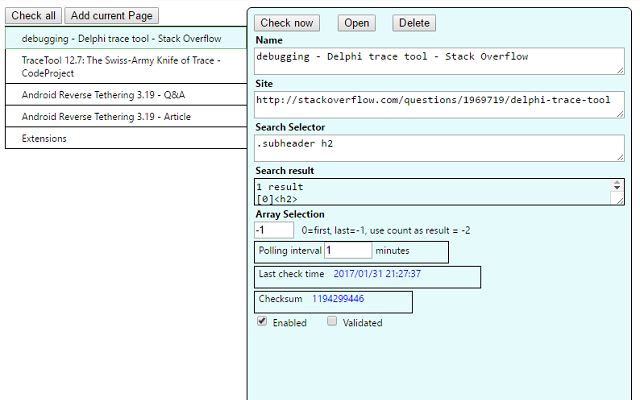 Check all Add current Page
debugging - Delphi trace tool - Stack Overflow
TraceTool 12.7: The Swiss-Army Knife of Trace -
CodeProject
Android Reverse Tethering 3.19 - Q&A
Android Reverse Tethering 3.19 - Article
Extensions
Check now Open Delete
Name
debugging - Delphi trace tool - Stack Overflow
Site
http://stackoverflow.com/questions/1969719/delphi-trace-tool
Search Selector
.subheader h2
Search result
1 result
[0]<h2>
Array Selection
-1 0=first, last=-1, use count as result = -2
Polling interval 1 minutes
Last check time 2017/01/31 21:27:37
Checksum 1194299446
Enabled Validated